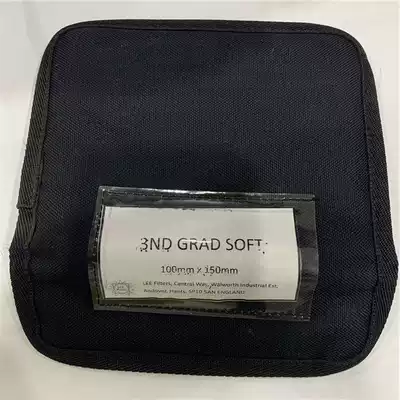 3ND GRAD SOFT
100mm x 150mm
LEE Filters, Central Way, Walworth Industrial Est,
Andover, Hants, SP10 5AN ENGLAND